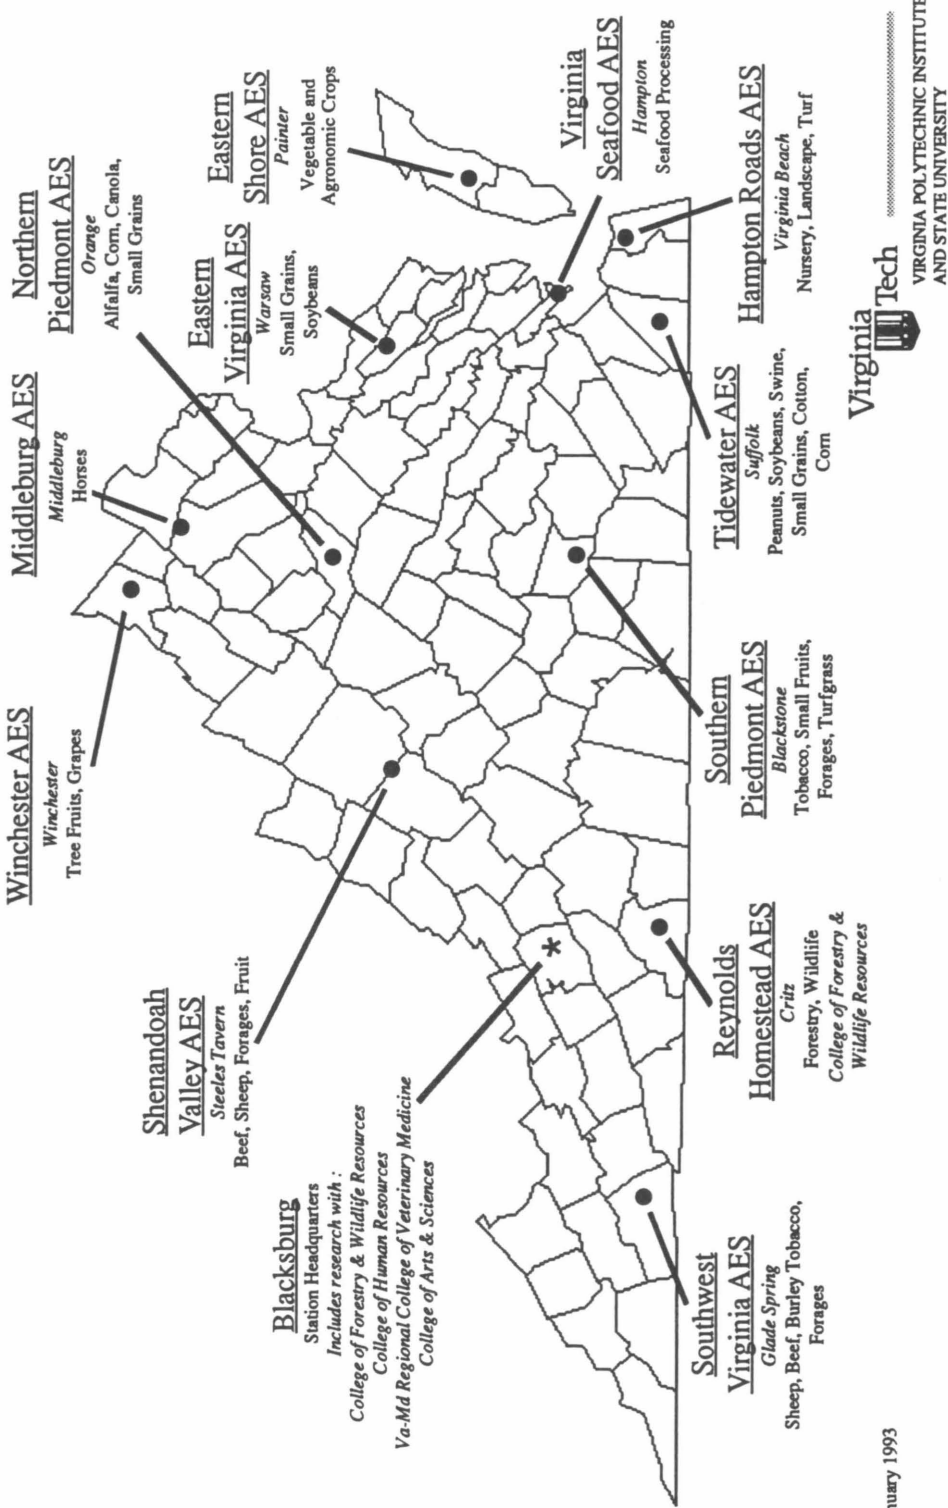 Winchester AES
Winchester
Tree Fruits, Grapes
Middleburg AES
Middleburg
Horses
Northern
Piedmont AES
Orange
Alfalfa, Corn, Canola,
Small Grains
Eastern
Virginia AES
Warsaw
Small Grains,
Soybeans
Eastern
Shore AES
Painter
Vegetable and
Agronomic Crops
Virginia
Seafood AES
Hampton
Seafood Processing
Shenandoah
Valley AES
Steeles Tavern
Beef, Sheep, Forages, Fruit
Blacksburg
Station Headquarters
Includes research with :
College of Forestry & Wildlife Resources
College of Human Resources
Va-Md Regional College of Veterinary Medicine
College of Arts & Sciences
*
Southwest
Virginia AES
Glade Spring
Sheep, Beef, Burley Tobacco,
Forages
Reynolds
Homestead AES
Critz
Forestry, Wildlife
College of Forestry &
Wildlife Resources
Southern
Piedmont AES
Blackstone
Tobacco, Small Fruits,
Forages, Turfgrass
Tidewater AES
Suffolk
Peanuts, Soybeans, Swine,
Small Grains, Cotton,
Corn
Hampton Roads AES
Virginia Beach
Nursery, Landscape, Turf
Virginia
Tech
VIRGINIA POLYTECHNIC INSTITUTE
AND STATE UNIVERSITY
nuary 1993